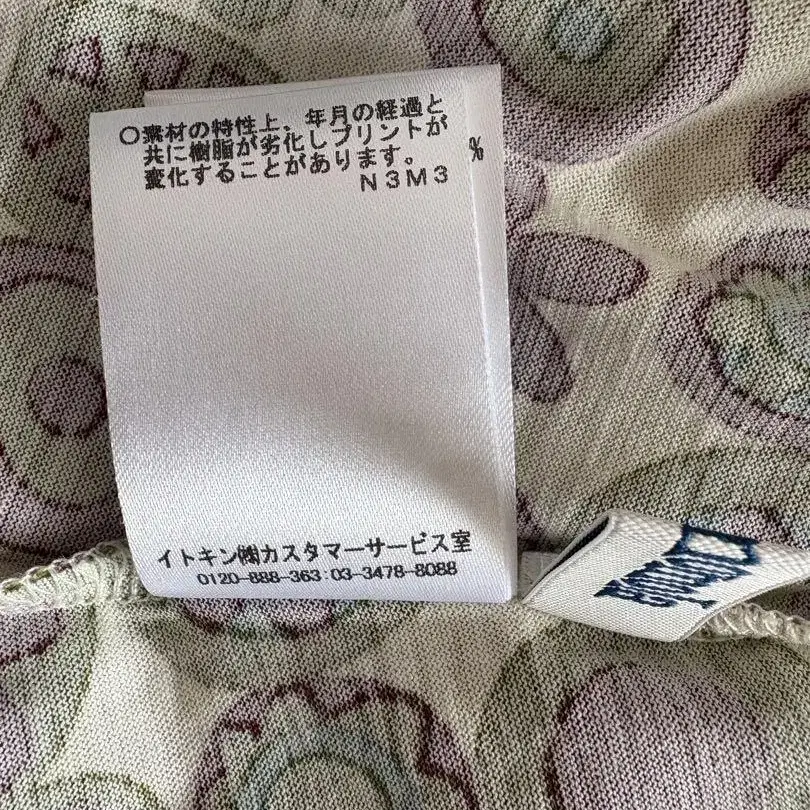 ○素材の特性上、年月の経過と
共に樹脂が劣化しプリントが
変化することがあります。
N3M3
%
イトキン㈱カスタマーサービス室
0120-888-363 03-3478-8088